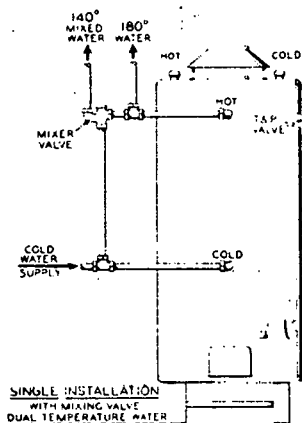 140°
MIXED
WATER
180°
WATER
HOT
COLD
MIXER
VALVE
HOT
T&P
VALVE
COLD
WATER
SUPPLY
COLD
SINGLE INSTALLATION
WITH MIXING VALVE
DUAL TEMPERATURE WATER